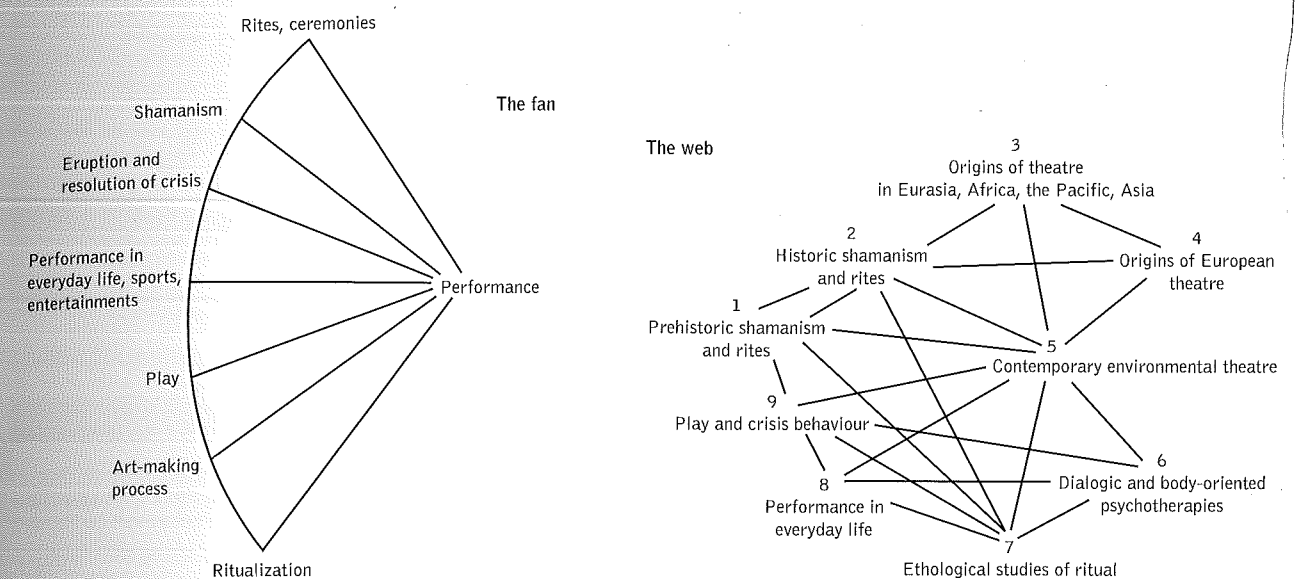 Rites, ceremonies
Shamanism
The fan
Eruption and
resolution of crisis
Performance in
everyday life, sports,
entertainments
Performance
Play
Art-making
process
Ritualization
The web
3
Origins of theatre
in Eurasia, Africa, the Pacific, Asia
2
Historic shamanism
and rites
4
Origins of European
theatre
1
Prehistoric shamanism
and rites
5
Contemporary environmental theatre
9
Play and crisis behaviour
8
Performance in
everyday life
6
Dialogic and body-oriented
psychotherapies
7
Ethological studies of ritual